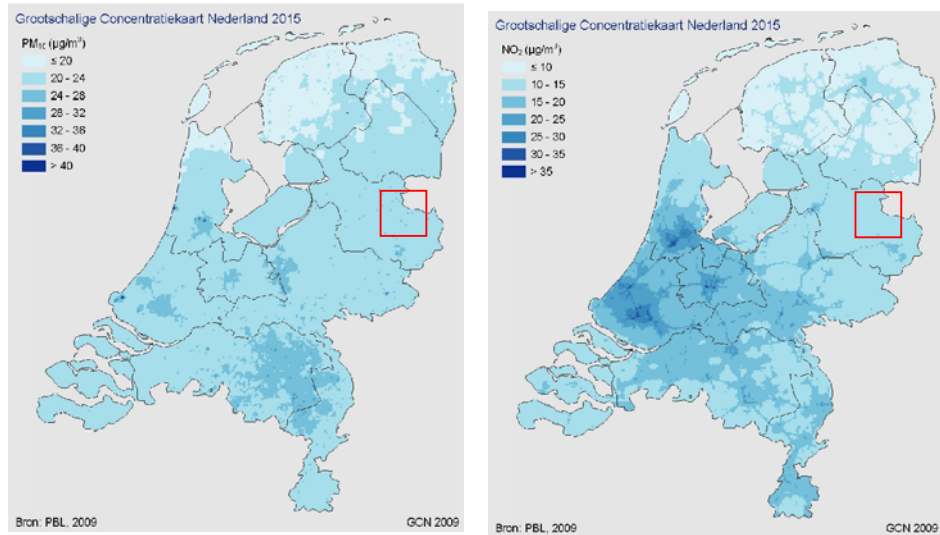 Grootschalige Concentratiekaart Nederland 2015
PM₁₀ (µg/m³)
≤ 20
20 - 24
24 - 28
28 - 32
32 - 36
36 - 40
> 40
Bron: PBL, 2009
GCN 2009
Grootschalige Concentratiekaart Nederland 2015
NO₂ (µg/m³)
≤ 10
10 - 15
15 - 20
20 - 25
25 - 30
30 - 35
> 35
Bron: PBL, 2009
GCN 2009